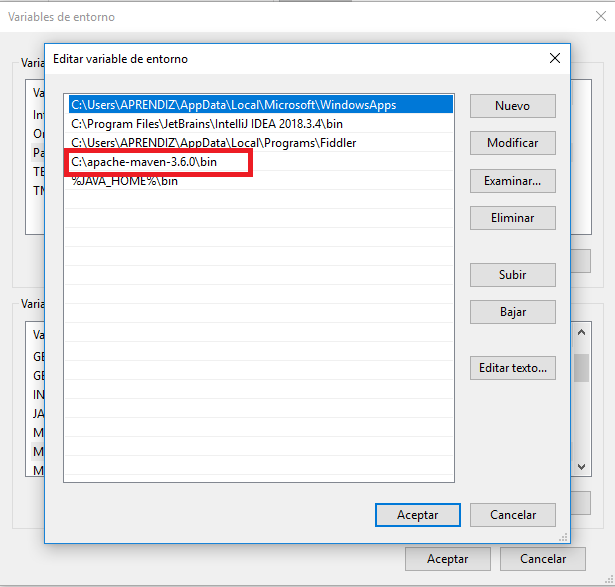 Variables de entorno
Editar variable de entorno
C:\Users\APRENDIZ\AppData\Local\Microsoft\WindowsApps
C:\Program Files\JetBrains\IntelliJ IDEA 2018.3.4\bin
C:\Users\APRENDIZ\AppData\Local\Programs\Fiddler
C:\apache-maven-3.6.0\bin
%JAVA_HOME%\bin
Nuevo
Modificar
Examinar...
Eliminar
Subir
Bajar
Editar texto...
Aceptar
Cancelar
Varia
Va
In
On
Pa
TE
TM
Varia
Va
GE
GE
IN
JA
M
M
M
Aceptar
Cancelar